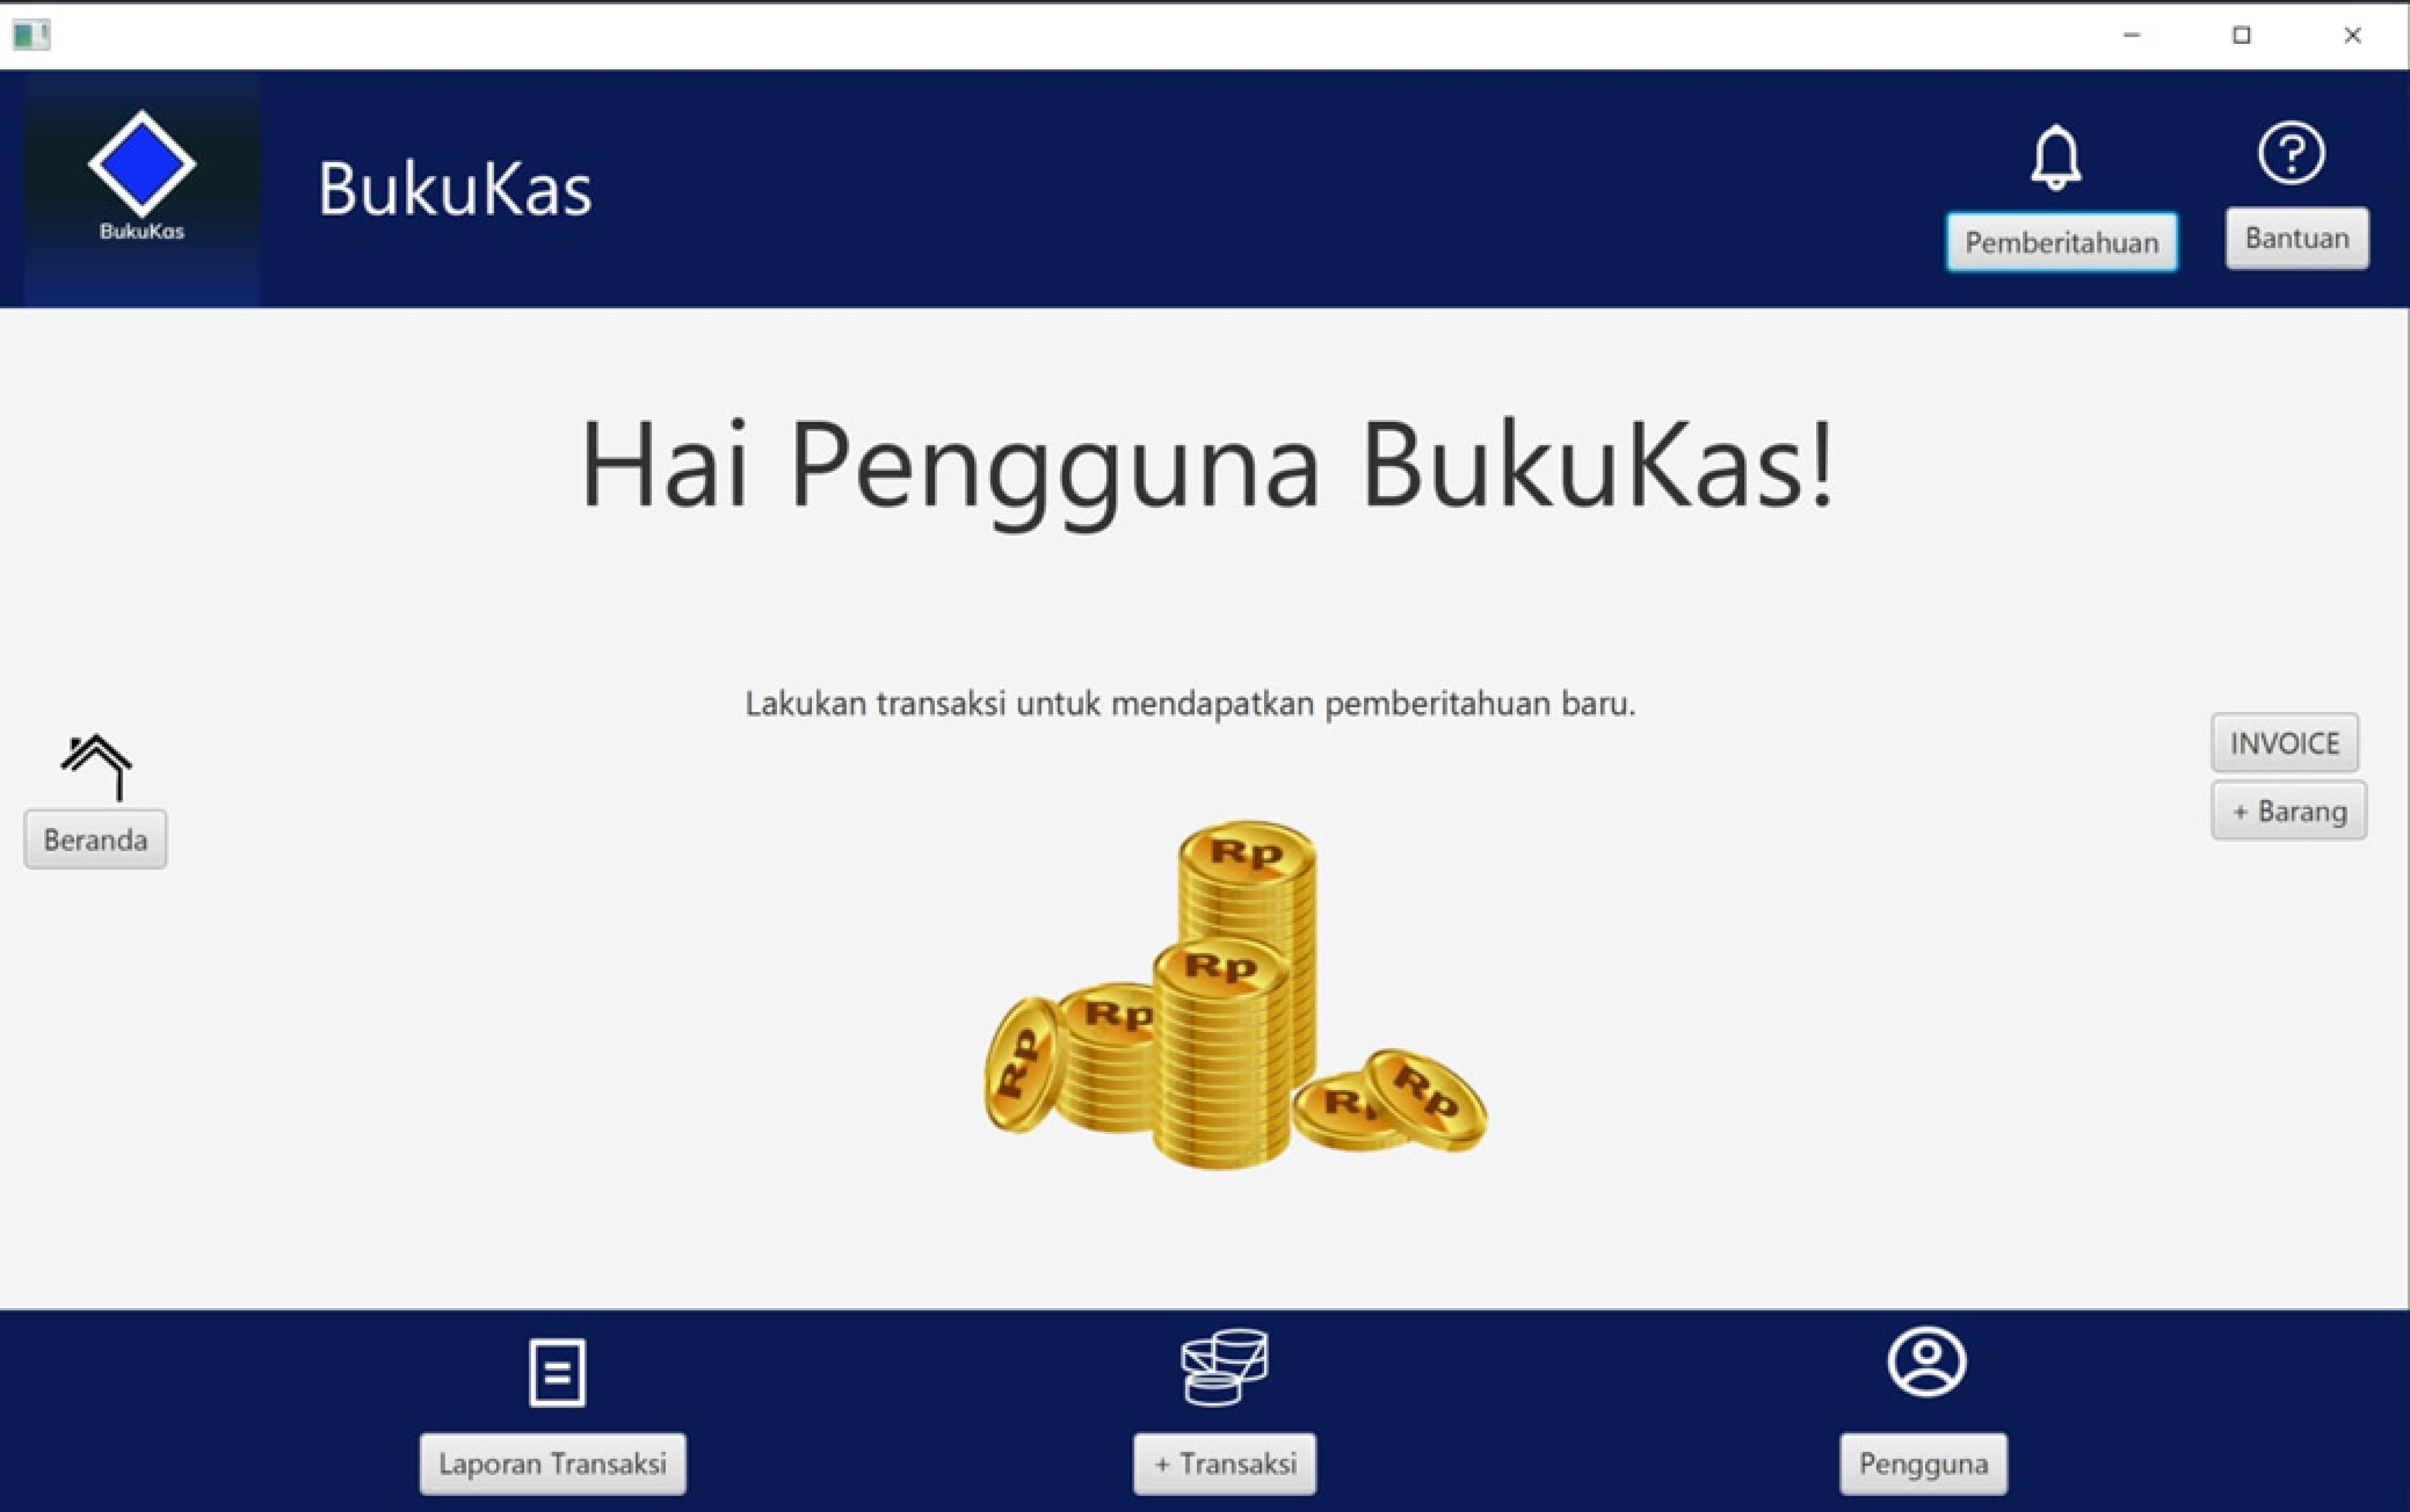 BukuKas
BukuKas
Pemberitahuan
Bantuan
Hai Pengguna BukuKas!
Lakukan transaksi untuk mendapatkan pemberitahuan baru.
Beranda
INVOICE
+ Barang
Rp
Rp
Rp
Rp
Rp
Rp
Laporan Transaksi
+ Transaksi
Pengguna